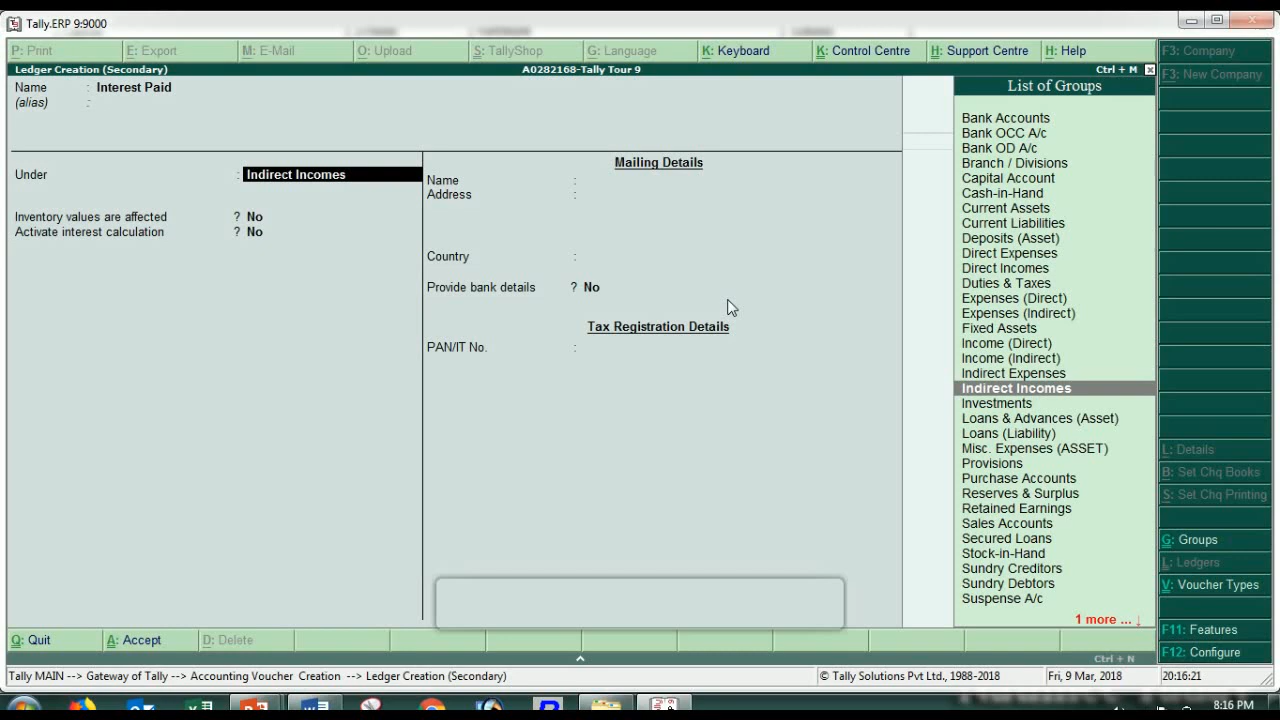 Tally.ERP 9:9000
P: Print E: Export M: E-Mail O: Upload S: TallyShop G: Language K: Keyboard K: Control Centre H: Support Centre H: Help
F3: Company
F3: New Company
Ledger Creation (Secondary) A0282168-Tally Tour 9 Ctrl + M
Name : Interest Paid
(alias) :
Under : Indirect Incomes
Inventory values are affected ? No
Activate interest calculation ? No
Mailing Details
Name :
Address :
Country :
Provide bank details ? No
Tax Registration Details
PAN/IT No. :
List of Groups
Bank Accounts
Bank OCC A/c
Bank OD A/c
Branch / Divisions
Capital Account
Cash-in-Hand
Current Assets
Current Liabilities
Deposits (Asset)
Direct Expenses
Direct Incomes
Duties & Taxes
Expenses (Direct)
Expenses (Indirect)
Fixed Assets
Income (Direct)
Income (Indirect)
Indirect Expenses
Indirect Incomes
Investments
Loans & Advances (Asset)
Loans (Liability)
Misc. Expenses (ASSET)
Provisions
Purchase Accounts
Reserves & Surplus
Retained Earnings
Sales Accounts
Secured Loans
Stock-in-Hand
Sundry Creditors
Sundry Debtors
Suspense A/c
1 more ... ↓
L: Details
B: Set Chq Books
S: Set Chq Printing
G: Groups
L: Ledgers
V: Voucher Types
F11: Features
F12: Configure
Q: Quit A: Accept D: Delete
Ctrl + N
Tally MAIN --> Gateway of Tally --> Accounting Voucher Creation --> Ledger Creation (Secondary) © Tally Solutions Pvt Ltd., 1988-2018 Fri, 9 Mar, 2018 20:16:21
8:16 PM